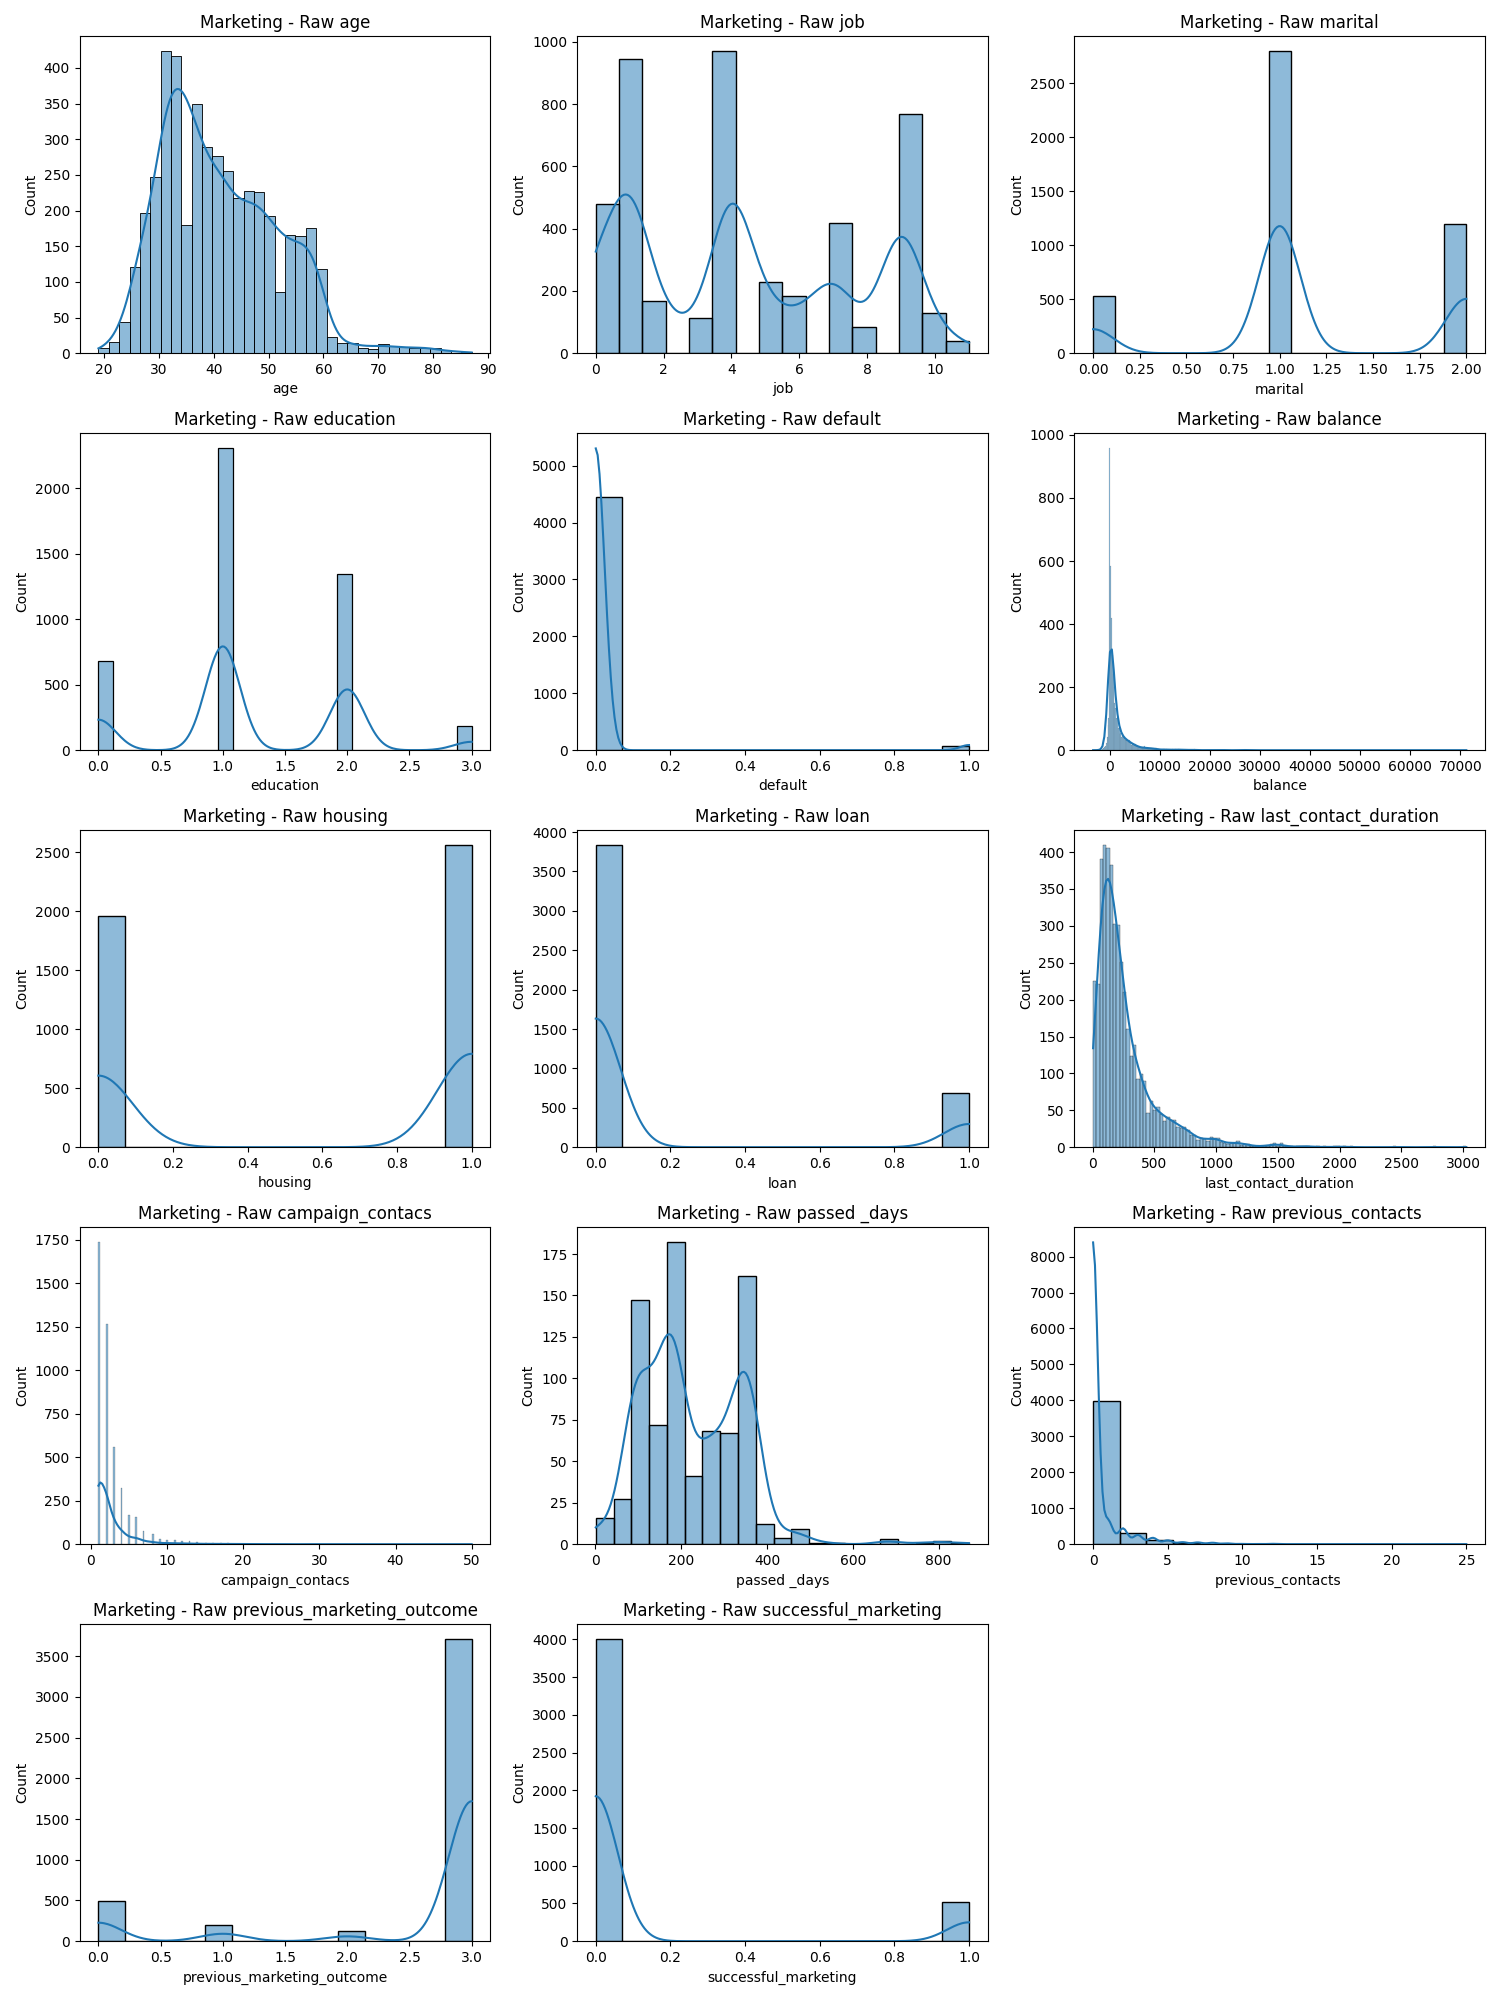 Marketing - Raw age
Count
400
350
300
250
200
150
100
50
0
20 30 40 50 60 70 80 90
age
Marketing - Raw job
Count
1000
800
600
400
200
0
0 2 4 6 8 10
job
Marketing - Raw marital
Count
2500
2000
1500
1000
500
0
0.00 0.25 0.50 0.75 1.00 1.25 1.50 1.75 2.00
marital
Marketing - Raw education
Count
2000
1500
1000
500
0
0.0 0.5 1.0 1.5 2.0 2.5 3.0
education
Marketing - Raw default
Count
5000
4000
3000
2000
1000
0
0.0 0.2 0.4 0.6 0.8 1.0
default
Marketing - Raw balance
Count
1000
800
600
400
200
0
0 10000 20000 30000 40000 50000 60000 70000
balance
Marketing - Raw housing
Count
2500
2000
1500
1000
500
0
0.0 0.2 0.4 0.6 0.8 1.0
housing
Marketing - Raw loan
Count
4000
3500
3000
2500
2000
1500
1000
500
0
0.0 0.2 0.4 0.6 0.8 1.0
loan
Marketing - Raw last_contact_duration
Count
400
350
300
250
200
150
100
50
0
0 500 1000 1500 2000 2500 3000
last_contact_duration
Marketing - Raw campaign_contacs
Count
1750
1500
1250
1000
750
500
250
0
0 10 20 30 40 50
campaign_contacs
Marketing - Raw passed _days
Count
175
150
125
100
75
50
25
0
0 200 400 600 800
passed _days
Marketing - Raw previous_contacts
Count
8000
7000
6000
5000
4000
3000
2000
1000
0
0 5 10 15 20 25
previous_contacts
Marketing - Raw previous_marketing_outcome
Count
3500
3000
2500
2000
1500
1000
500
0
0.0 0.5 1.0 1.5 2.0 2.5 3.0
previous_marketing_outcome
Marketing - Raw successful_marketing
Count
4000
3500
3000
2500
2000
1500
1000
500
0
0.0 0.2 0.4 0.6 0.8 1.0
successful_marketing